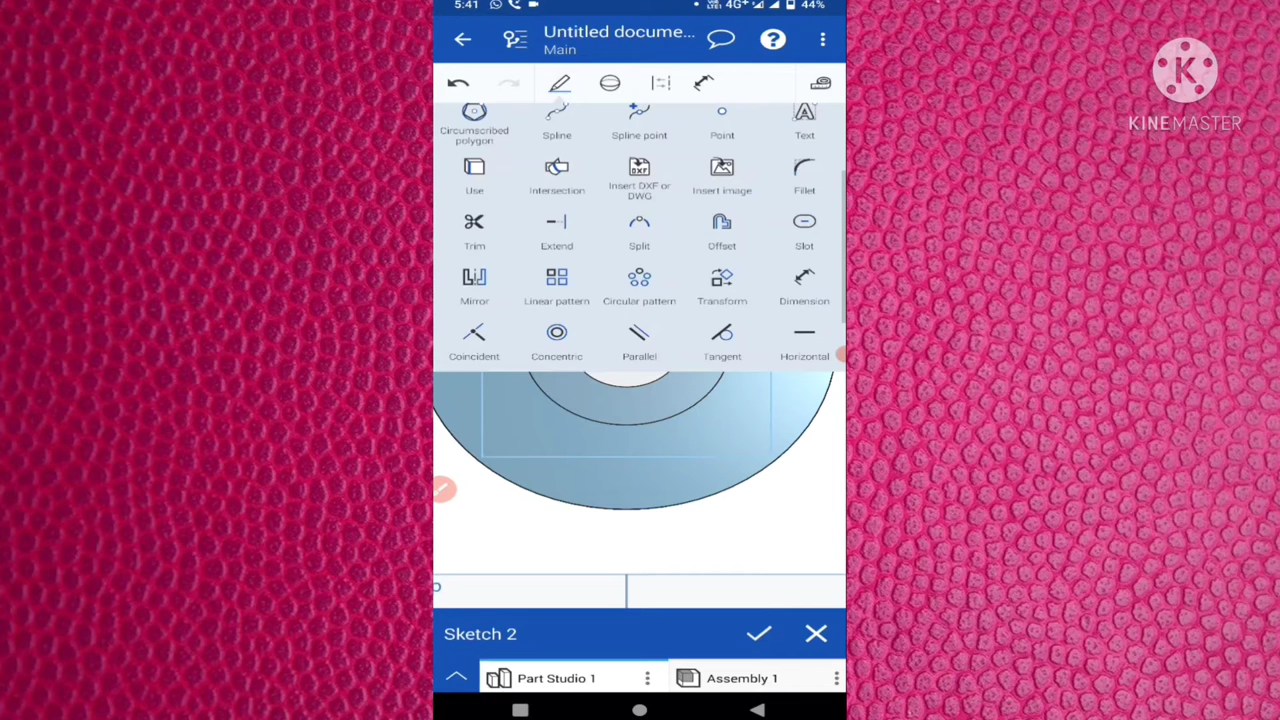 5:41
VoLTE1 4G+ 44%
Untitled docume...
Main
K
KINEMASTER
Circumscribed polygon
Spline
Spline point
Point
A
Text
Use
Intersection
DXF
Insert DXF or DWG
Insert image
Fillet
Trim
Extend
Split
Offset
Slot
Mirror
Linear pattern
Circular pattern
Transform
Dimension
Coincident
Concentric
Parallel
Tangent
Horizontal
Sketch 2
Part Studio 1
Assembly 1